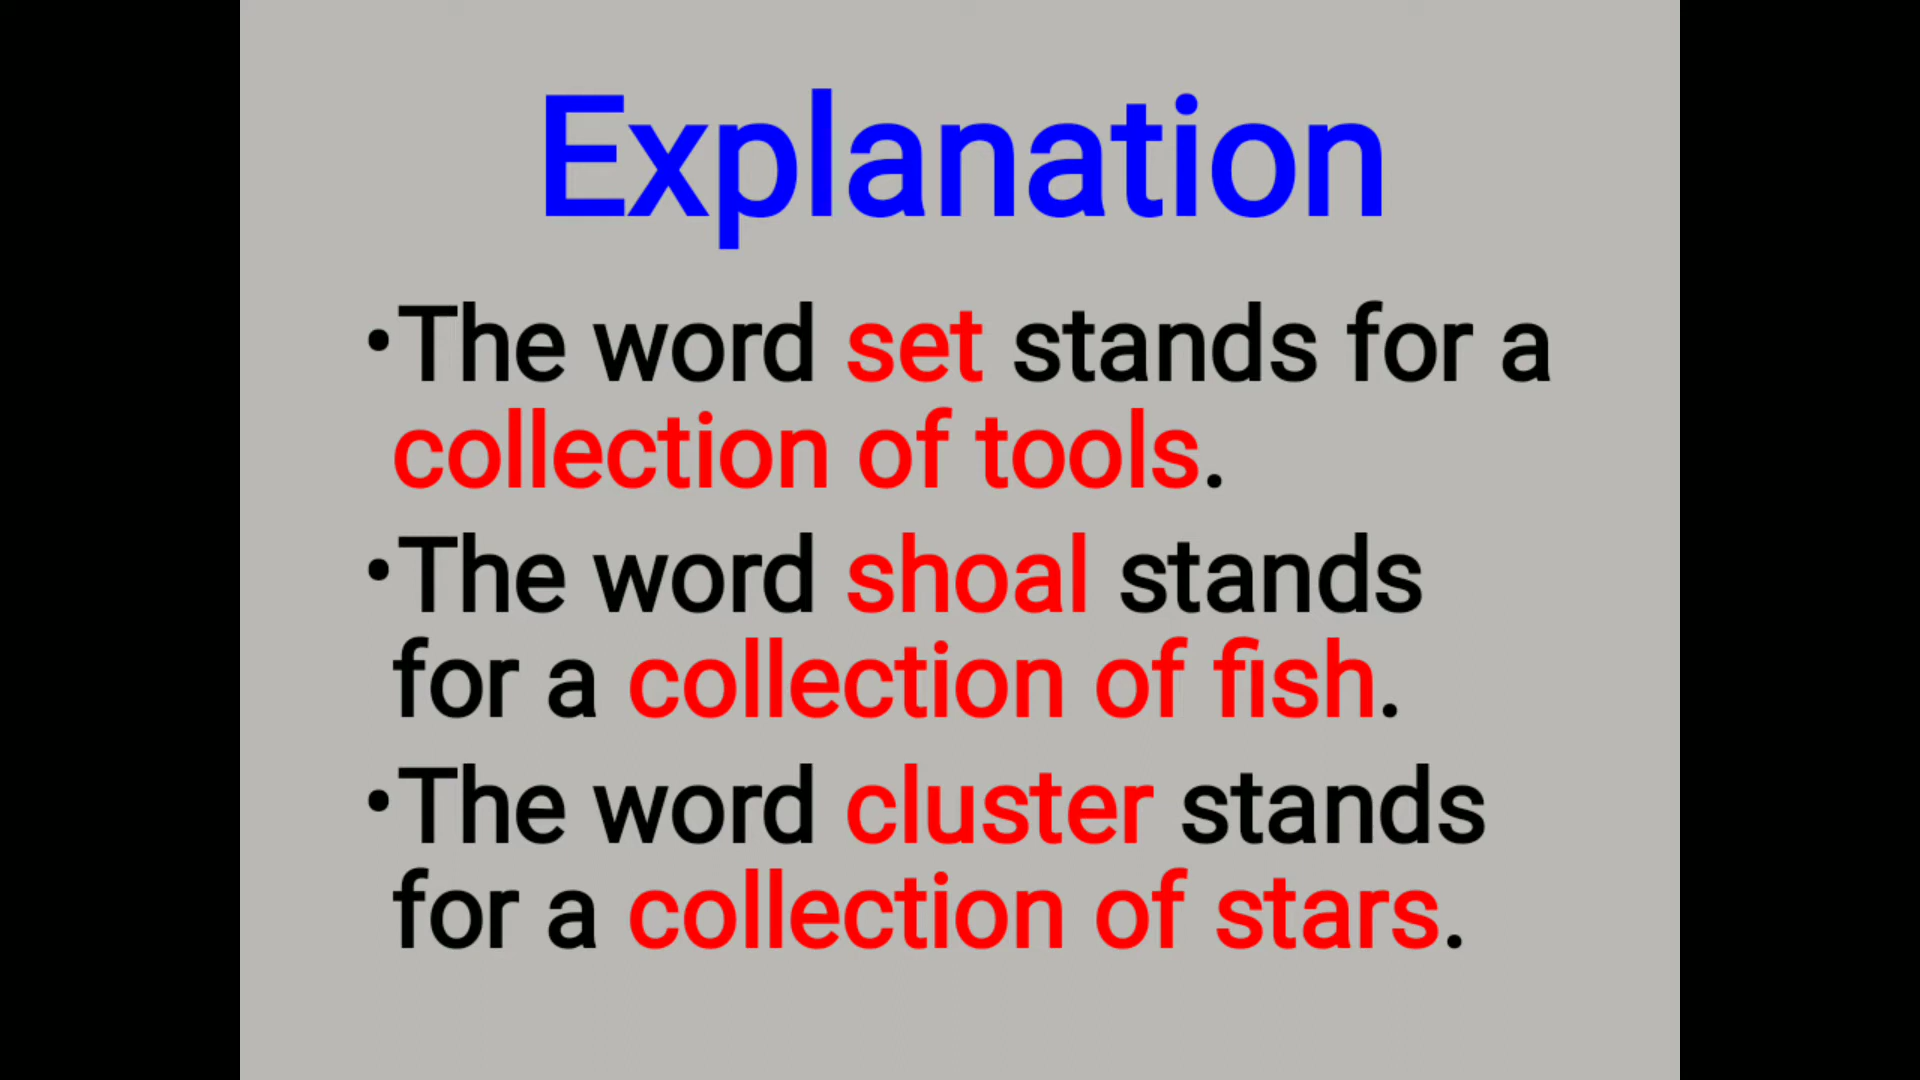 Explanation
•The word set stands for a
collection of tools.
•The word shoal stands
for a collection of fish.
•The word cluster stands
for a collection of stars.